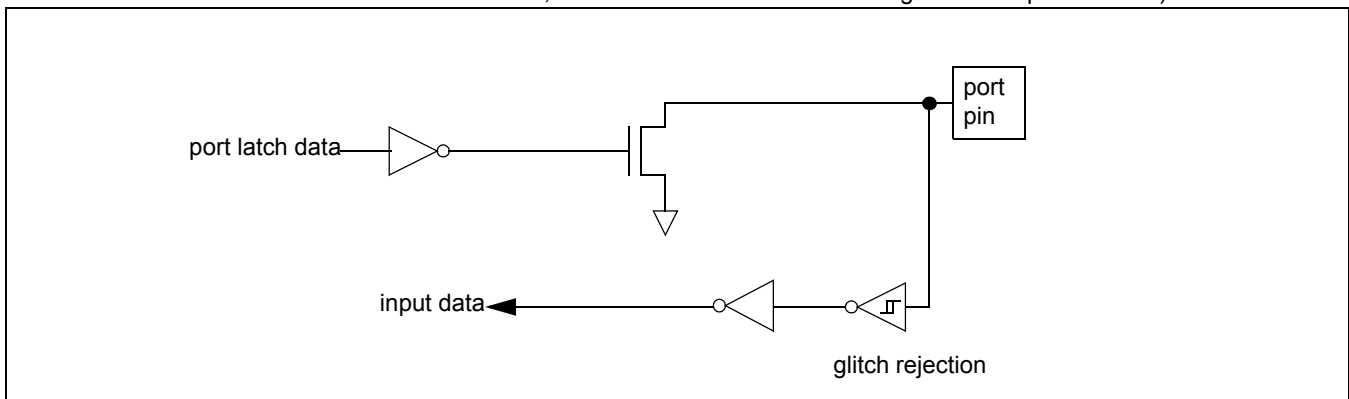 port
pin
port latch data
input data
glitch rejection